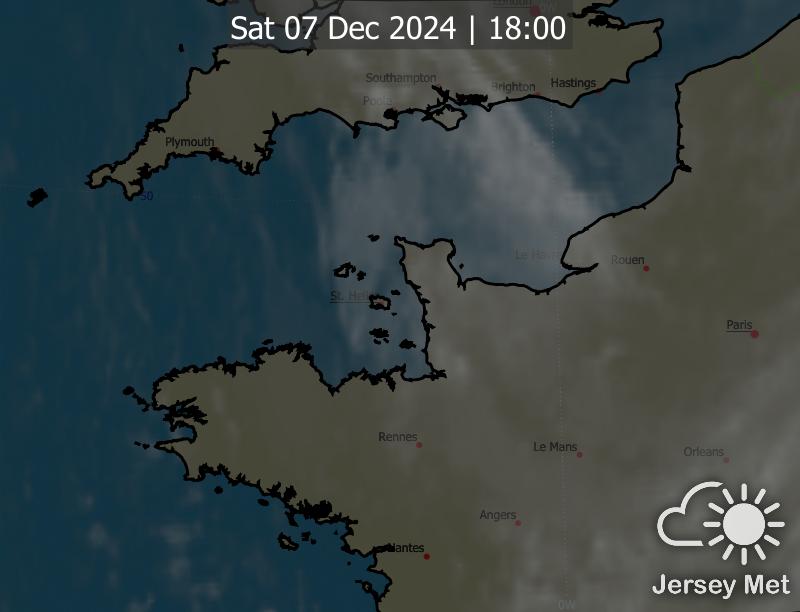 London
0W
Sat 07 Dec 2024 | 18:00
Southampton
Brighton
Hastings
Poole
Plymouth
50
Le Havre
Rouen
St. Helier
Paris
Rennes
Le Mans
Orleans
Angers
Nantes
Jersey Met
0W